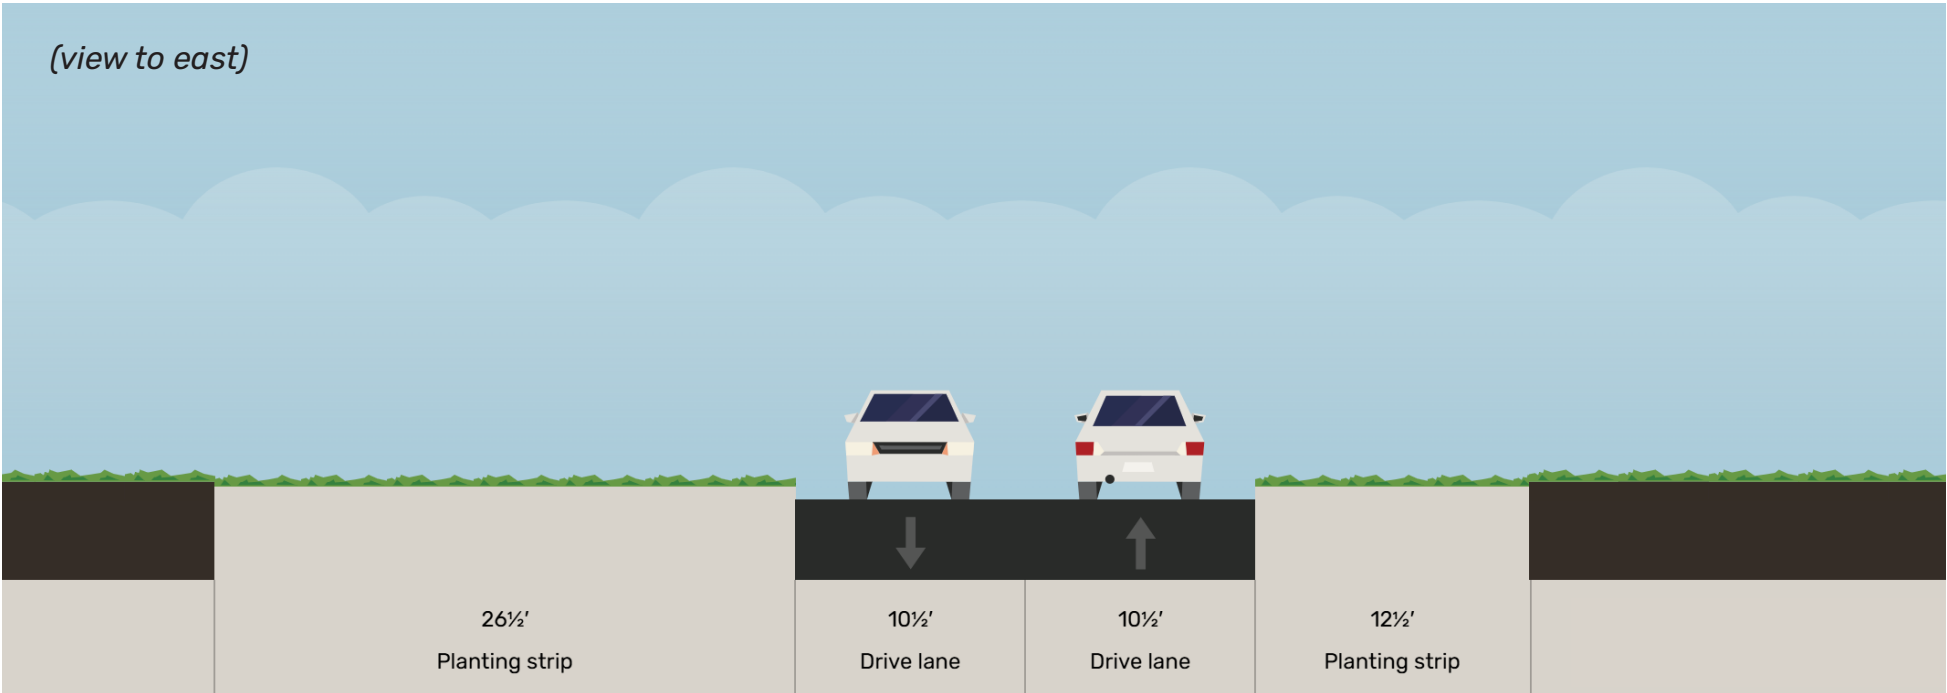 (view to east)
26½′
Planting strip
10½′
Drive lane
10½′
Drive lane
12½′
Planting strip